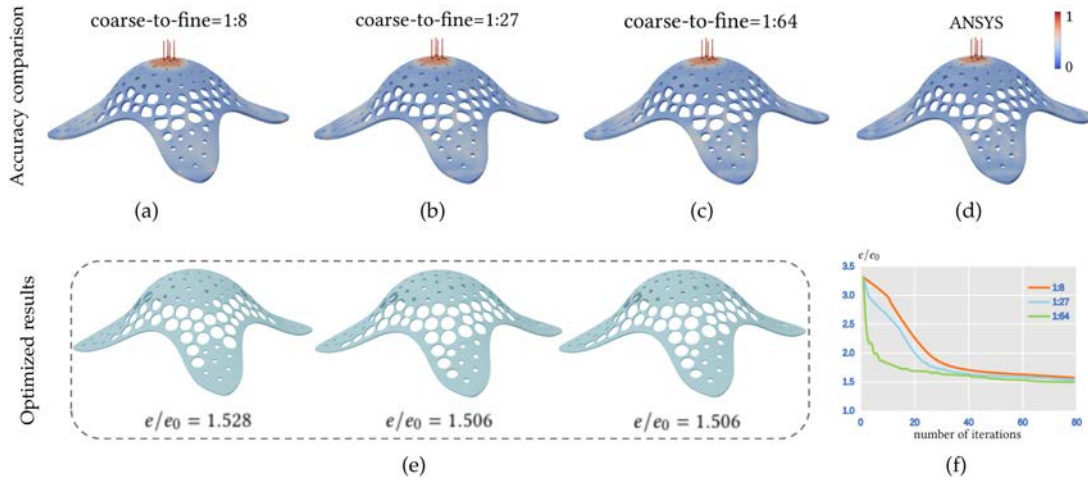 Accuracy comparison
coarse-to-fine=1:8
coarse-to-fine=1:27
coarse-to-fine=1:64
ANSYS
1
0
(a)
(b)
(c)
(d)
Optimized results
e/e₀ = 1.528
e/e₀ = 1.506
e/e₀ = 1.506
(e)
e/e₀
3.5
3.0
2.5
2.0
1.5
1.0
1:8
1:27
1:64
0
20
40
60
80
number of iterations
(f)